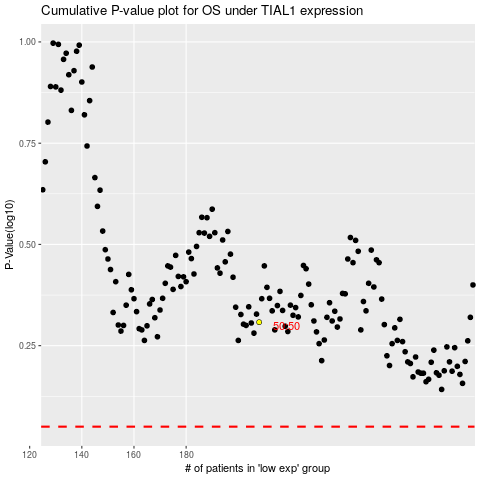 Cumulative P-value plot for OS under TIAL1 expression
P-Value(log10)
1.00
0.75
0.50
0.25
50:50
120 140 160 180
# of patients in 'low exp' group